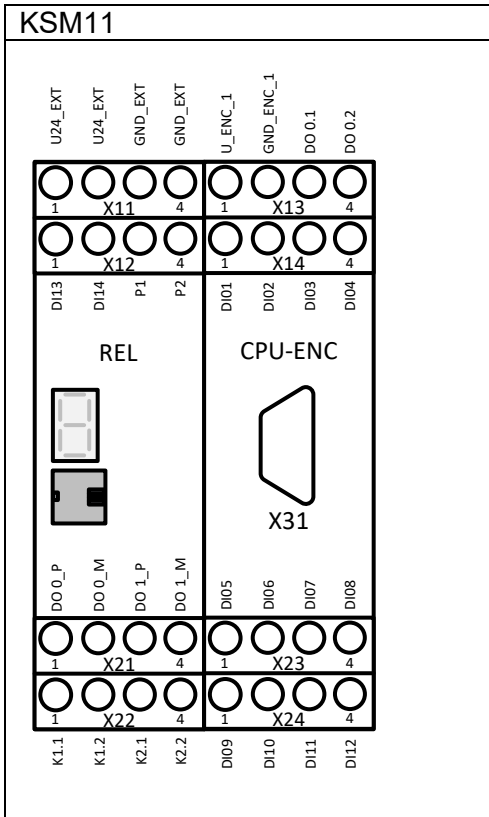 KSM11
U24_EXT U24_EXT GND_EXT GND_EXT U_ENC_1 GND_ENC_1 DO 0.1 DO 0.2
1 X11 4 1 X13 4
1 X12 4 1 X14 4
DI13 DI14 P1 P2 DI01 DI02 DI03 DI04
REL CPU-ENC
X31
DO 0_P DO 0_M DO 1_P DO 1_M DI05 DI06 DI07 DI08
1 X21 4 1 X23 4
1 X22 4 1 X24 4
K1.1 K1.2 K2.1 K2.2 DI09 DI10 DI11 DI12